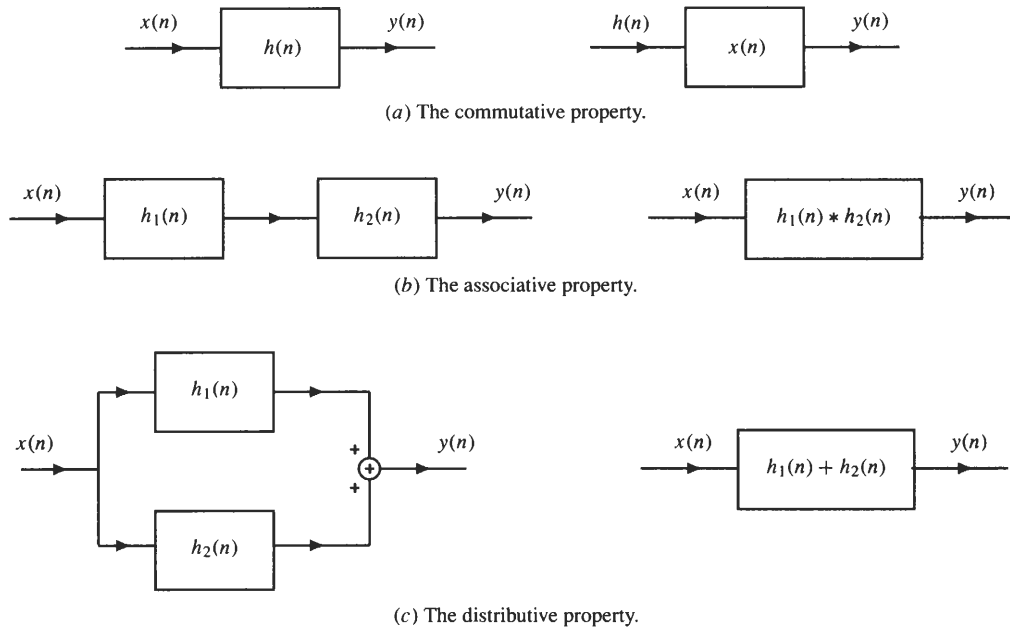 x(n) h(n) y(n) h(n) x(n) y(n)
(a) The commutative property.
x(n) h₁(n) h₂(n) y(n) x(n) h₁(n) * h₂(n) y(n)
(b) The associative property.
h₁(n)
x(n) + + + y(n) x(n) h₁(n) + h₂(n) y(n)
h₂(n)
(c) The distributive property.